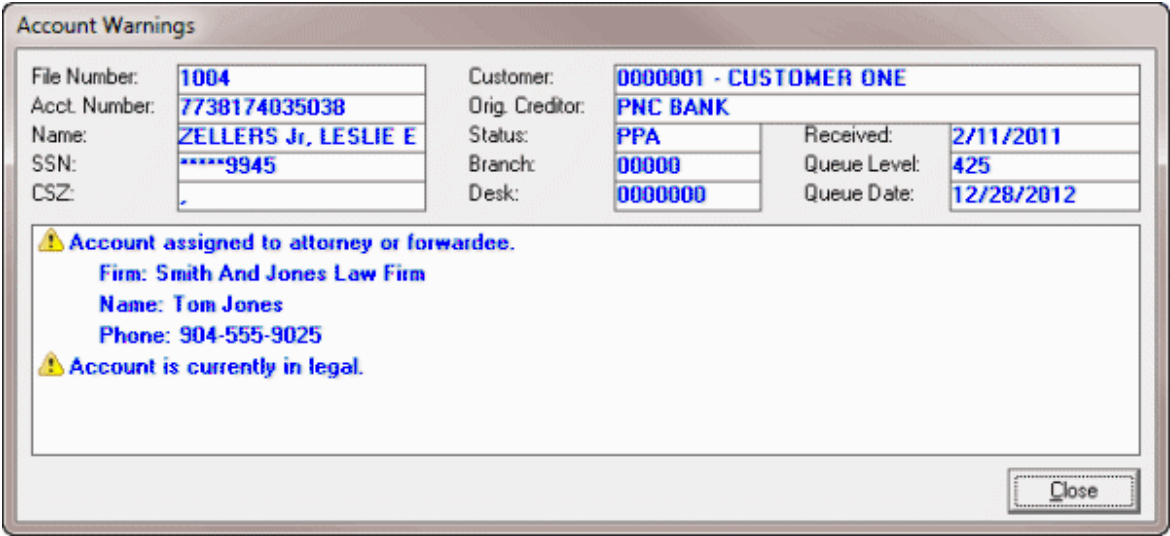 Account Warnings
File Number: 1004 Customer: 0000001 - CUSTOMER ONE
Acct. Number: 7738174035038 Orig. Creditor: PNC BANK
Name: ZELLERS Jr, LESLIE E Status: PPA Received: 2/11/2011
SSN: *****9945 Branch: 00000 Queue Level: 425
CSZ: , Desk: 0000000 Queue Date: 12/28/2012
Account assigned to attorney or forwardee.
Firm: Smith And Jones Law Firm
Name: Tom Jones
Phone: 904-555-9025
Account is currently in legal.
Close